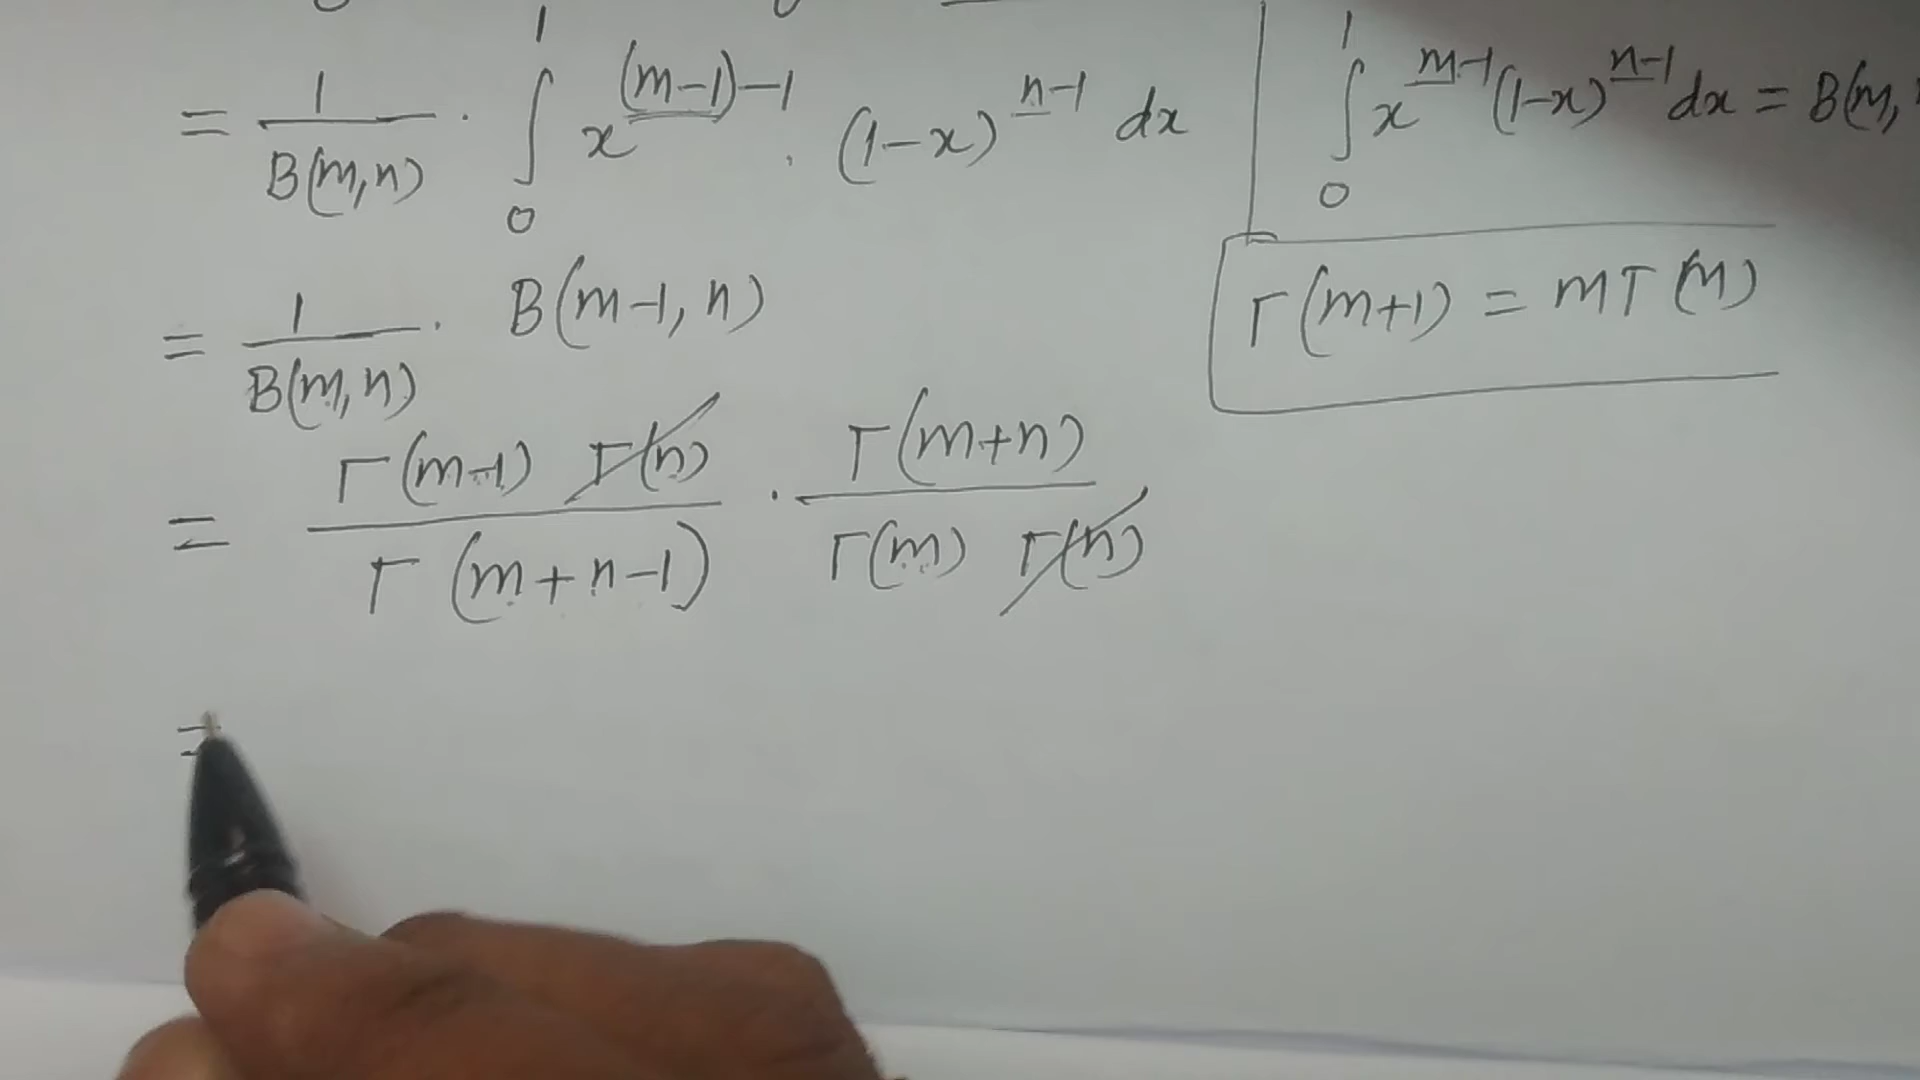 = 1/B(m,n) · ∫₀¹ x^((m-1)-1) · (1-x)^(n-1) dx
∫₀¹ x^(m-1) (1-x)^(n-1) dx = B(m,
= 1/B(m,n) · B(m-1, n)
Γ(m+1) = mΓ(m)
= Γ(m-1) Γ(n) / Γ(m+n-1) · Γ(m+n) / Γ(m) Γ(n)
=